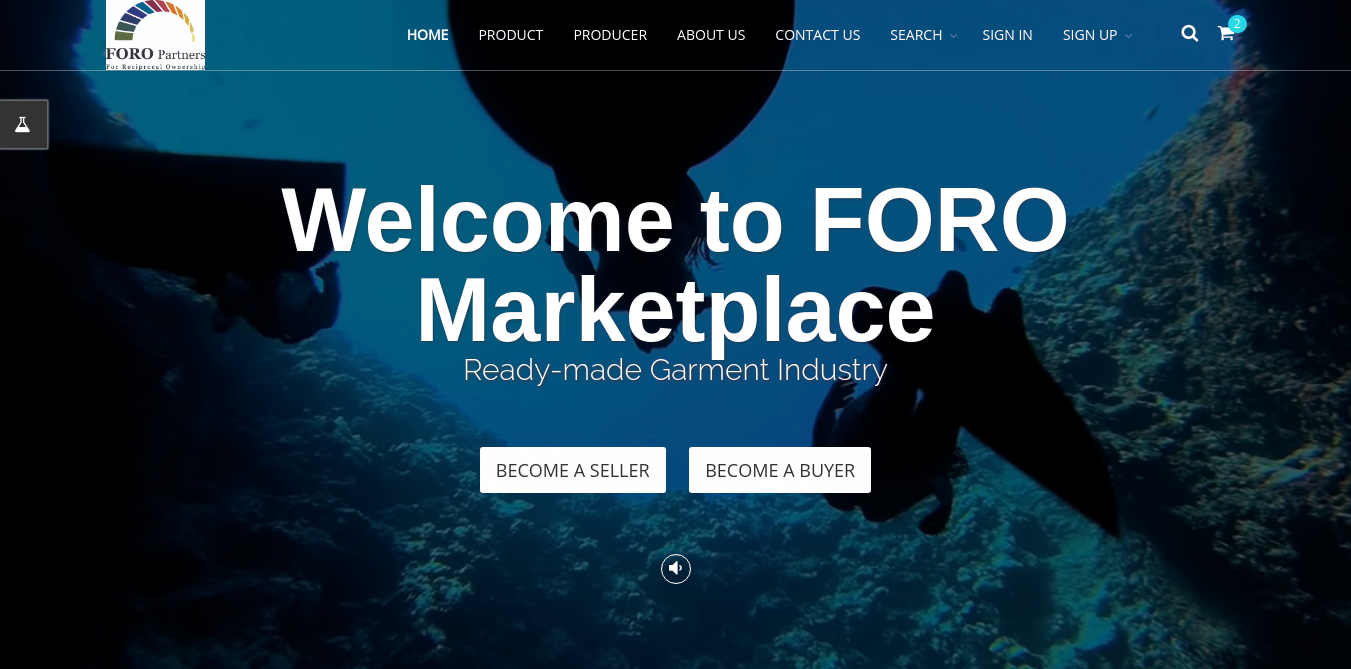 FORO Partners
For Reciprocal Ownership
HOME PRODUCT PRODUCER ABOUT US CONTACT US SEARCH SIGN IN SIGN UP 2
Welcome to FORO
Marketplace
Ready-made Garment Industry
BECOME A SELLER BECOME A BUYER